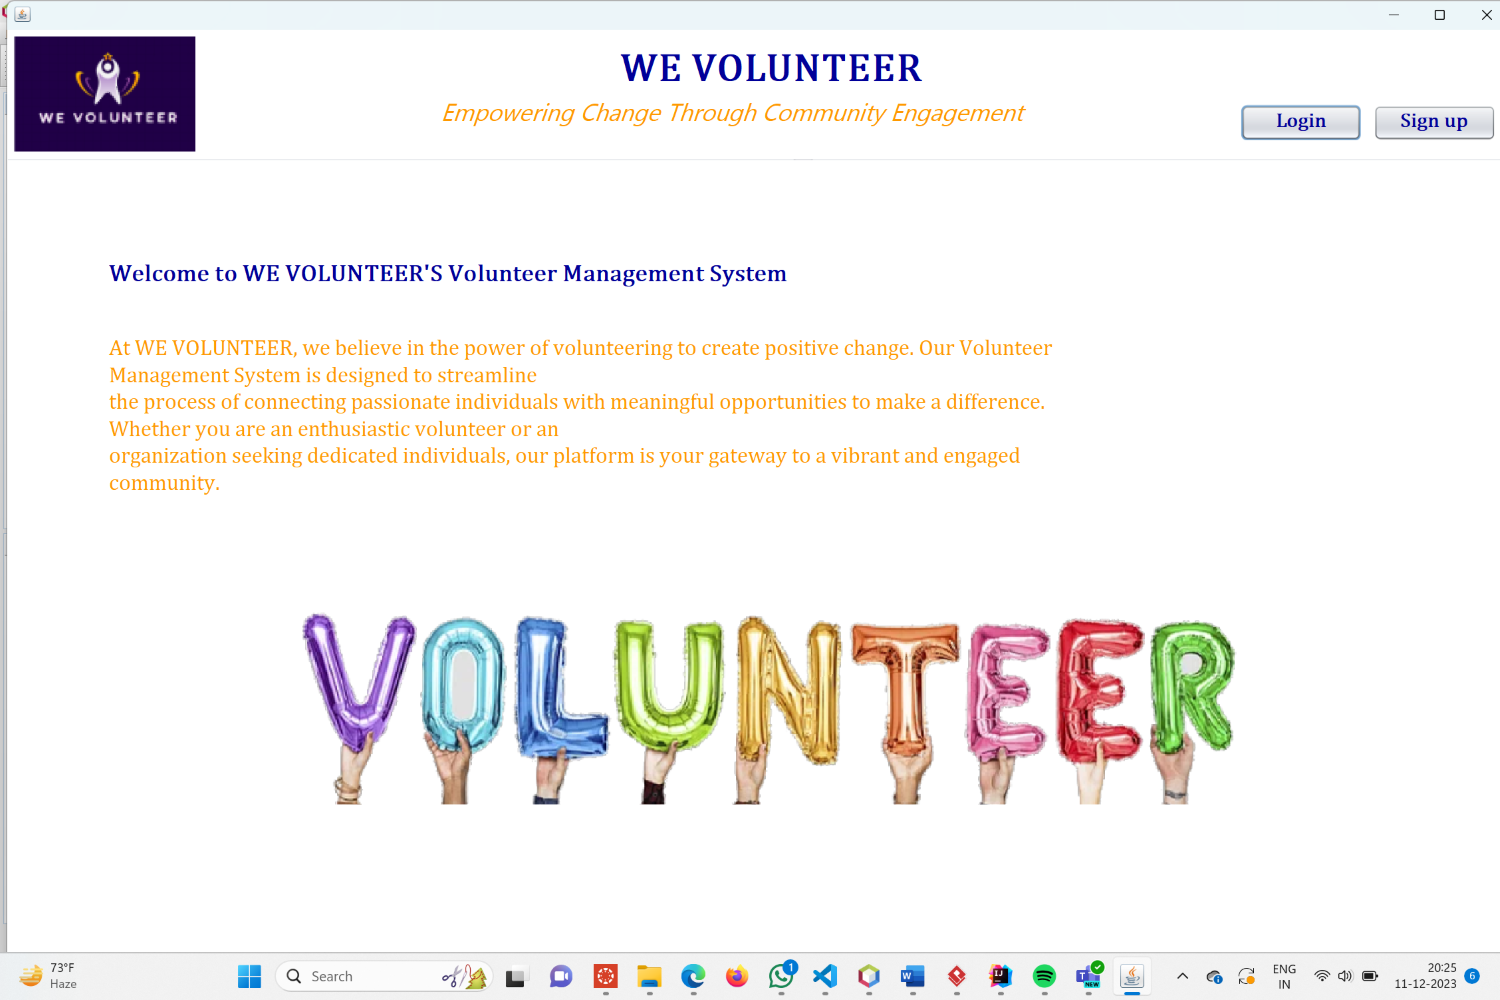 WE VOLUNTEER
WE VOLUNTEER
Empowering Change Through Community Engagement
Login
Sign up
Welcome to WE VOLUNTEER'S Volunteer Management System
At WE VOLUNTEER, we believe in the power of volunteering to create positive change. Our Volunteer
Management System is designed to streamline
the process of connecting passionate individuals with meaningful opportunities to make a difference.
Whether you are an enthusiastic volunteer or an
organization seeking dedicated individuals, our platform is your gateway to a vibrant and engaged
community.
VOLUNTEER
73°F
Haze
Search
1
W
IJ
T
NEW
ENG
IN
20:25
11-12-2023
6